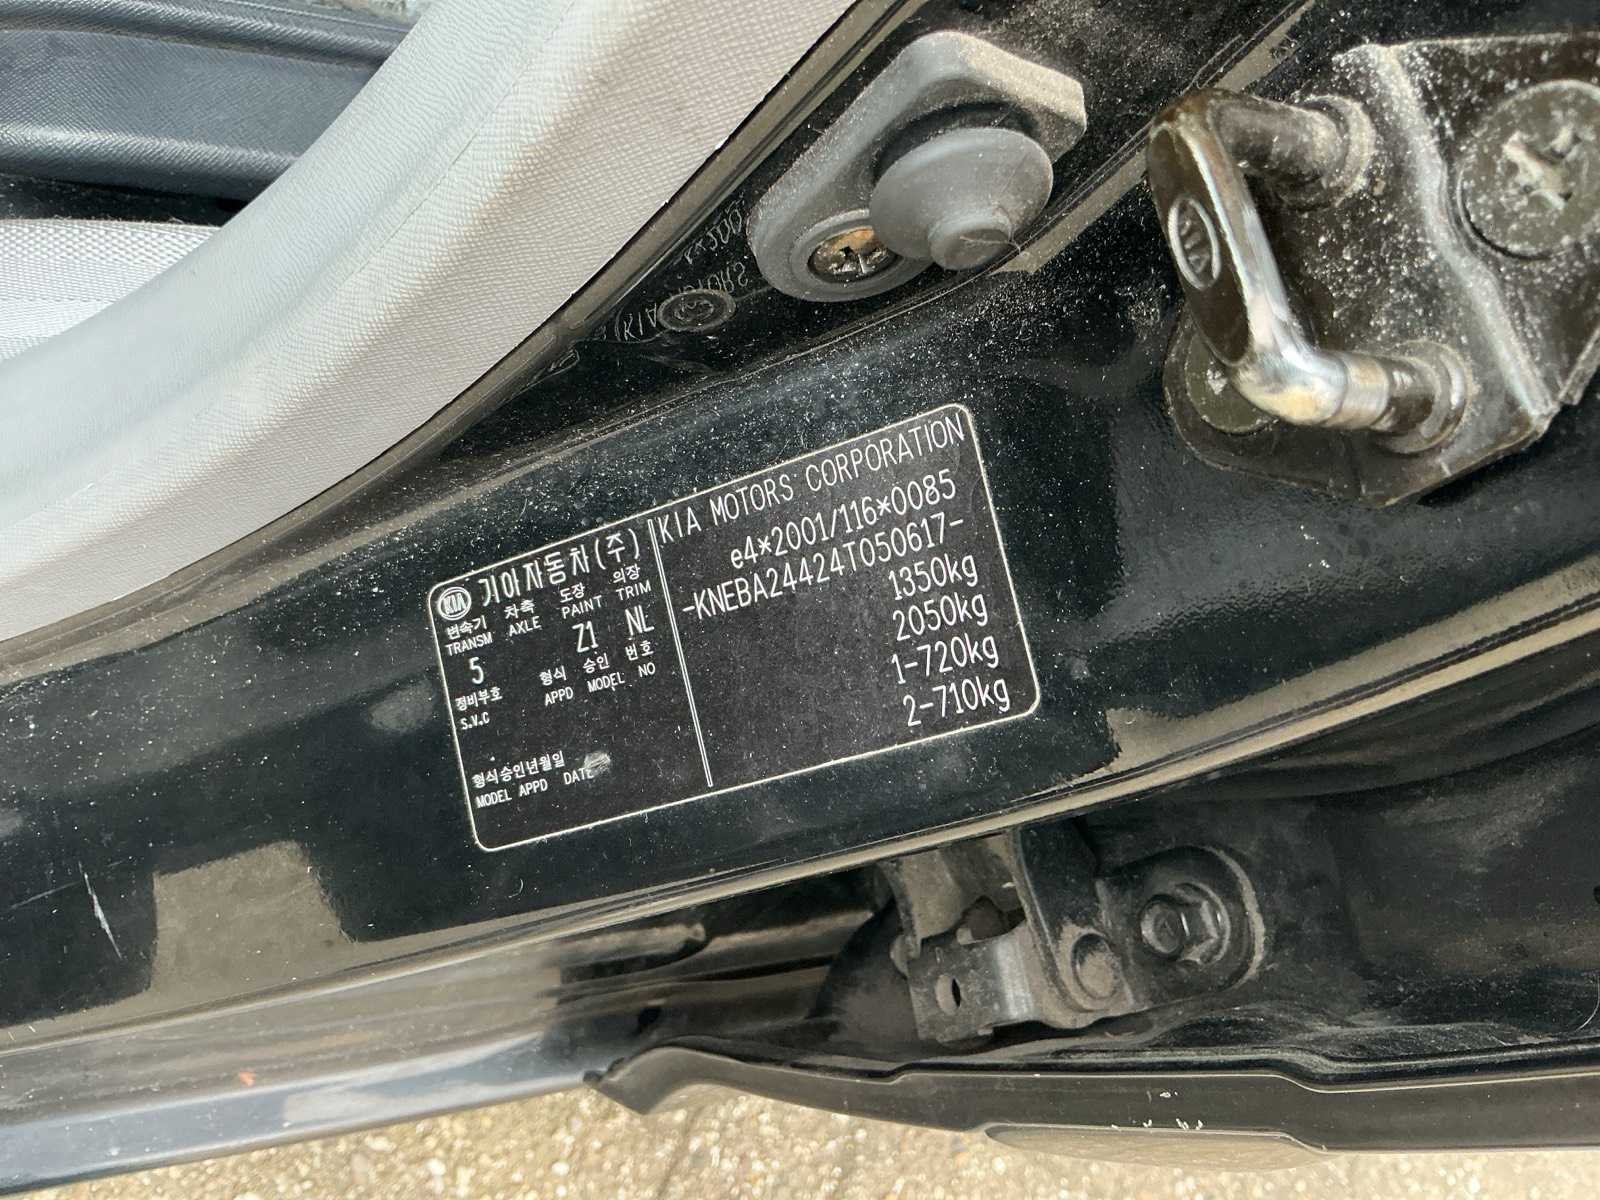 KIA
KIA 기아자동차(주)
변속기 차축 도장 의장
TRANSM AXLE PAINT TRIM
5 Z1 NL
정비부호 형식 승인 번호
S.V.C APPD MODEL NO
형식승인년월일
MODEL APPD DATE
KIA MOTORS CORPORATION
e4*2001/116*0085
-KNEBA24424T050617-
1350kg
2050kg
1-720kg
2-710kg